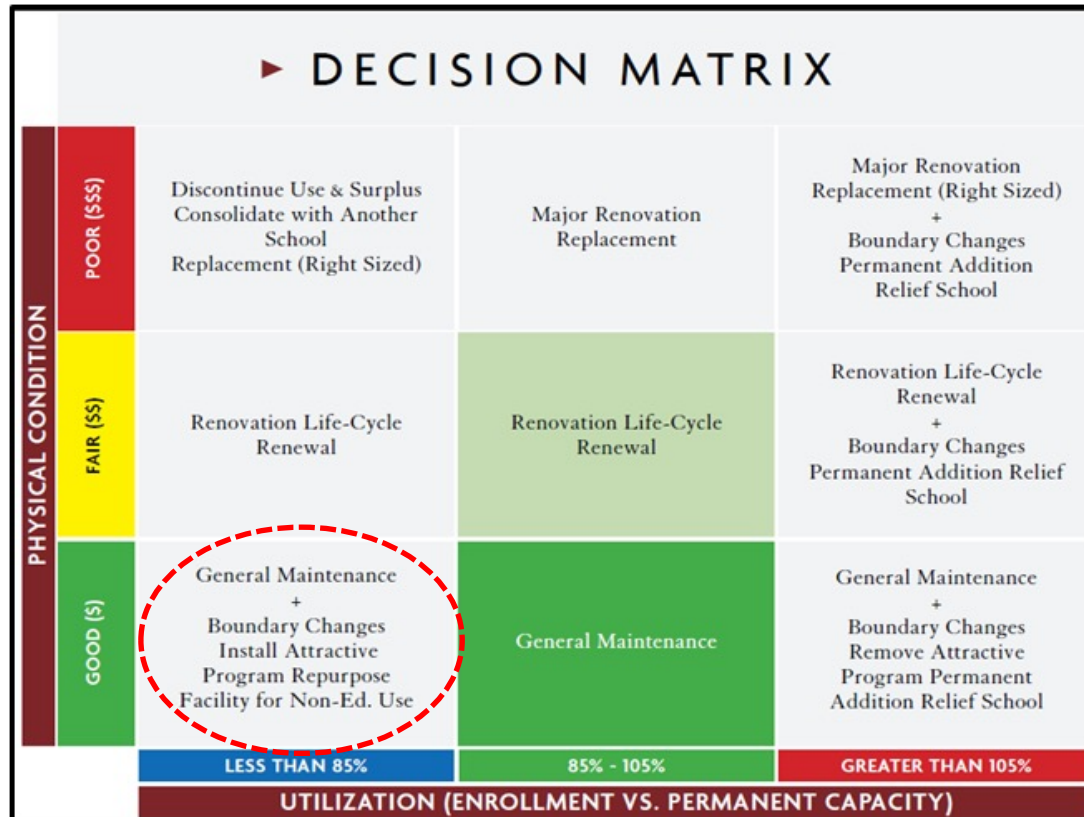 ► DECISION MATRIX
PHYSICAL CONDITION
POOR ($$$)
Discontinue Use & Surplus
Consolidate with Another
School
Replacement (Right Sized)
Major Renovation
Replacement
Major Renovation
Replacement (Right Sized)
+
Boundary Changes
Permanent Addition
Relief School
FAIR ($$)
Renovation Life-Cycle
Renewal
Renovation Life-Cycle
Renewal
Renovation Life-Cycle
Renewal
+
Boundary Changes
Permanent Addition Relief
School
GOOD ($)
General Maintenance
+
Boundary Changes
Install Attractive
Program Repurpose
Facility for Non-Ed. Use
General Maintenance
General Maintenance
+
Boundary Changes
Remove Attractive
Program Permanent
Addition Relief School
LESS THAN 85%
85% - 105%
GREATER THAN 105%
UTILIZATION (ENROLLMENT VS. PERMANENT CAPACITY)